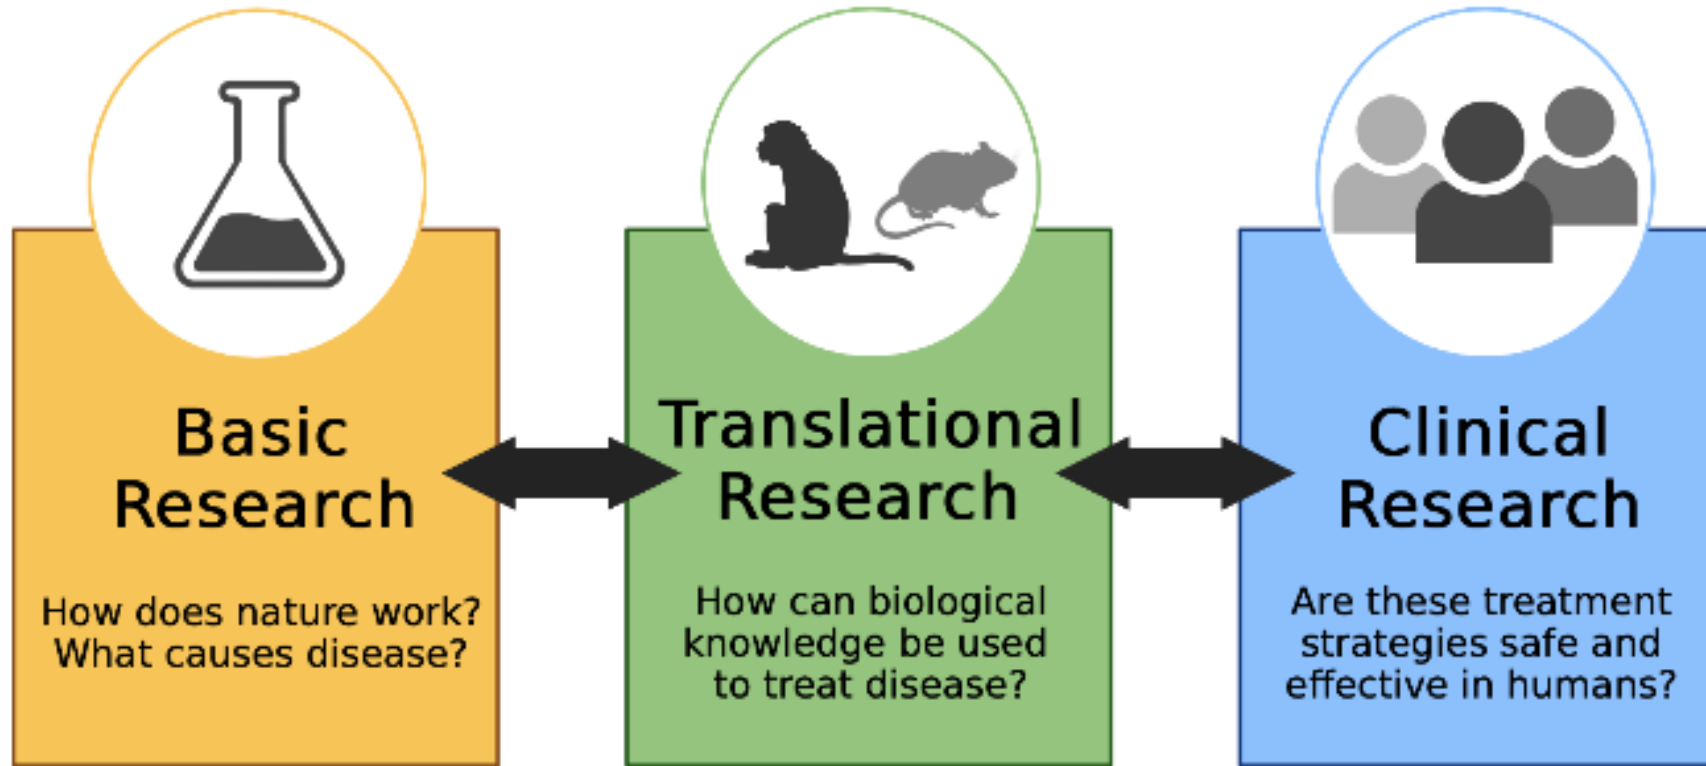 Basic
Research
How does nature work?
What causes disease?
Translational
Research
How can biological
knowledge be used
to treat disease?
Clinical
Research
Are these treatment
strategies safe and
effective in humans?